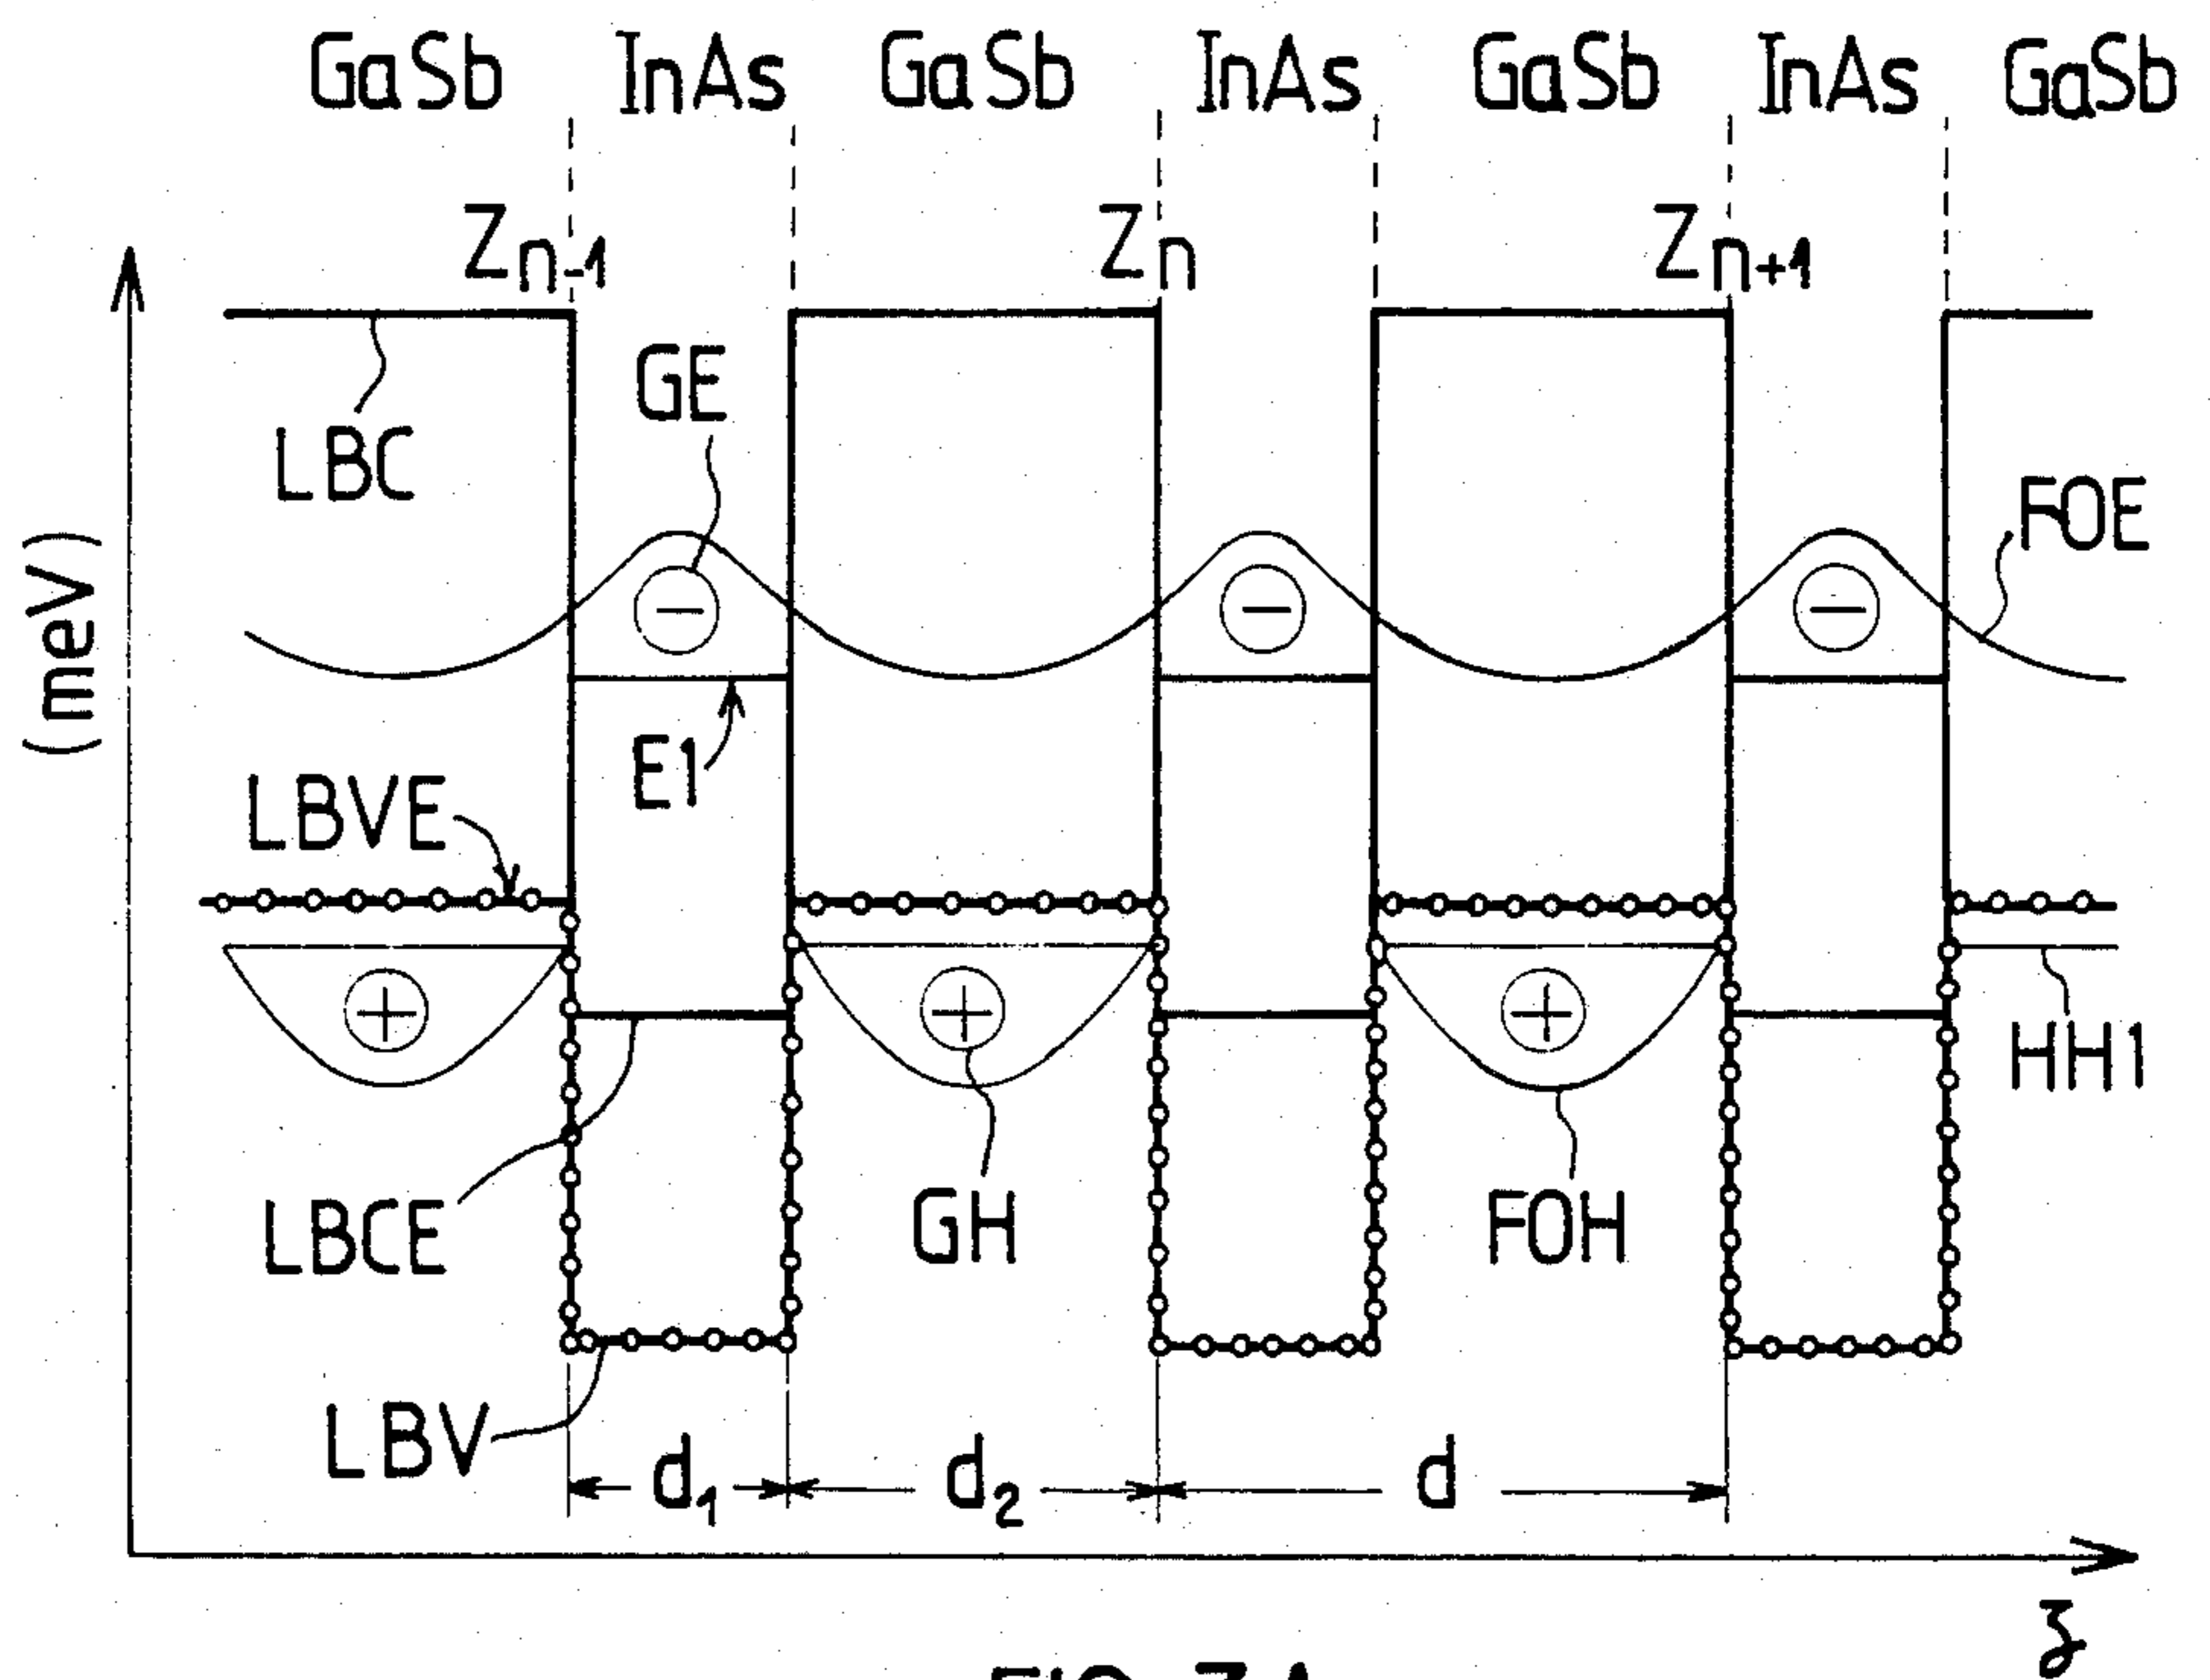 GaSb InAs GaSb InAs GaSb InAs GaSb
Zn-1 Zn Zn+1
GE
LBC
FOE
(meV)
E1
LBVE
HH1
LBCE
GH
FOH
LBV
d1 d2 d
z